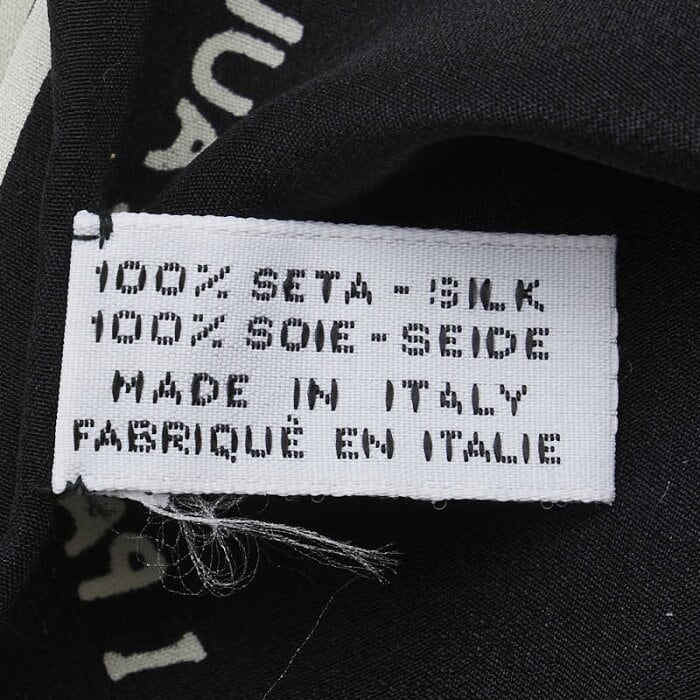 100% SETA - SILK
100% SOIE - SEIDE
MADE IN ITALY
FABRIQUÈ EN ITALIE